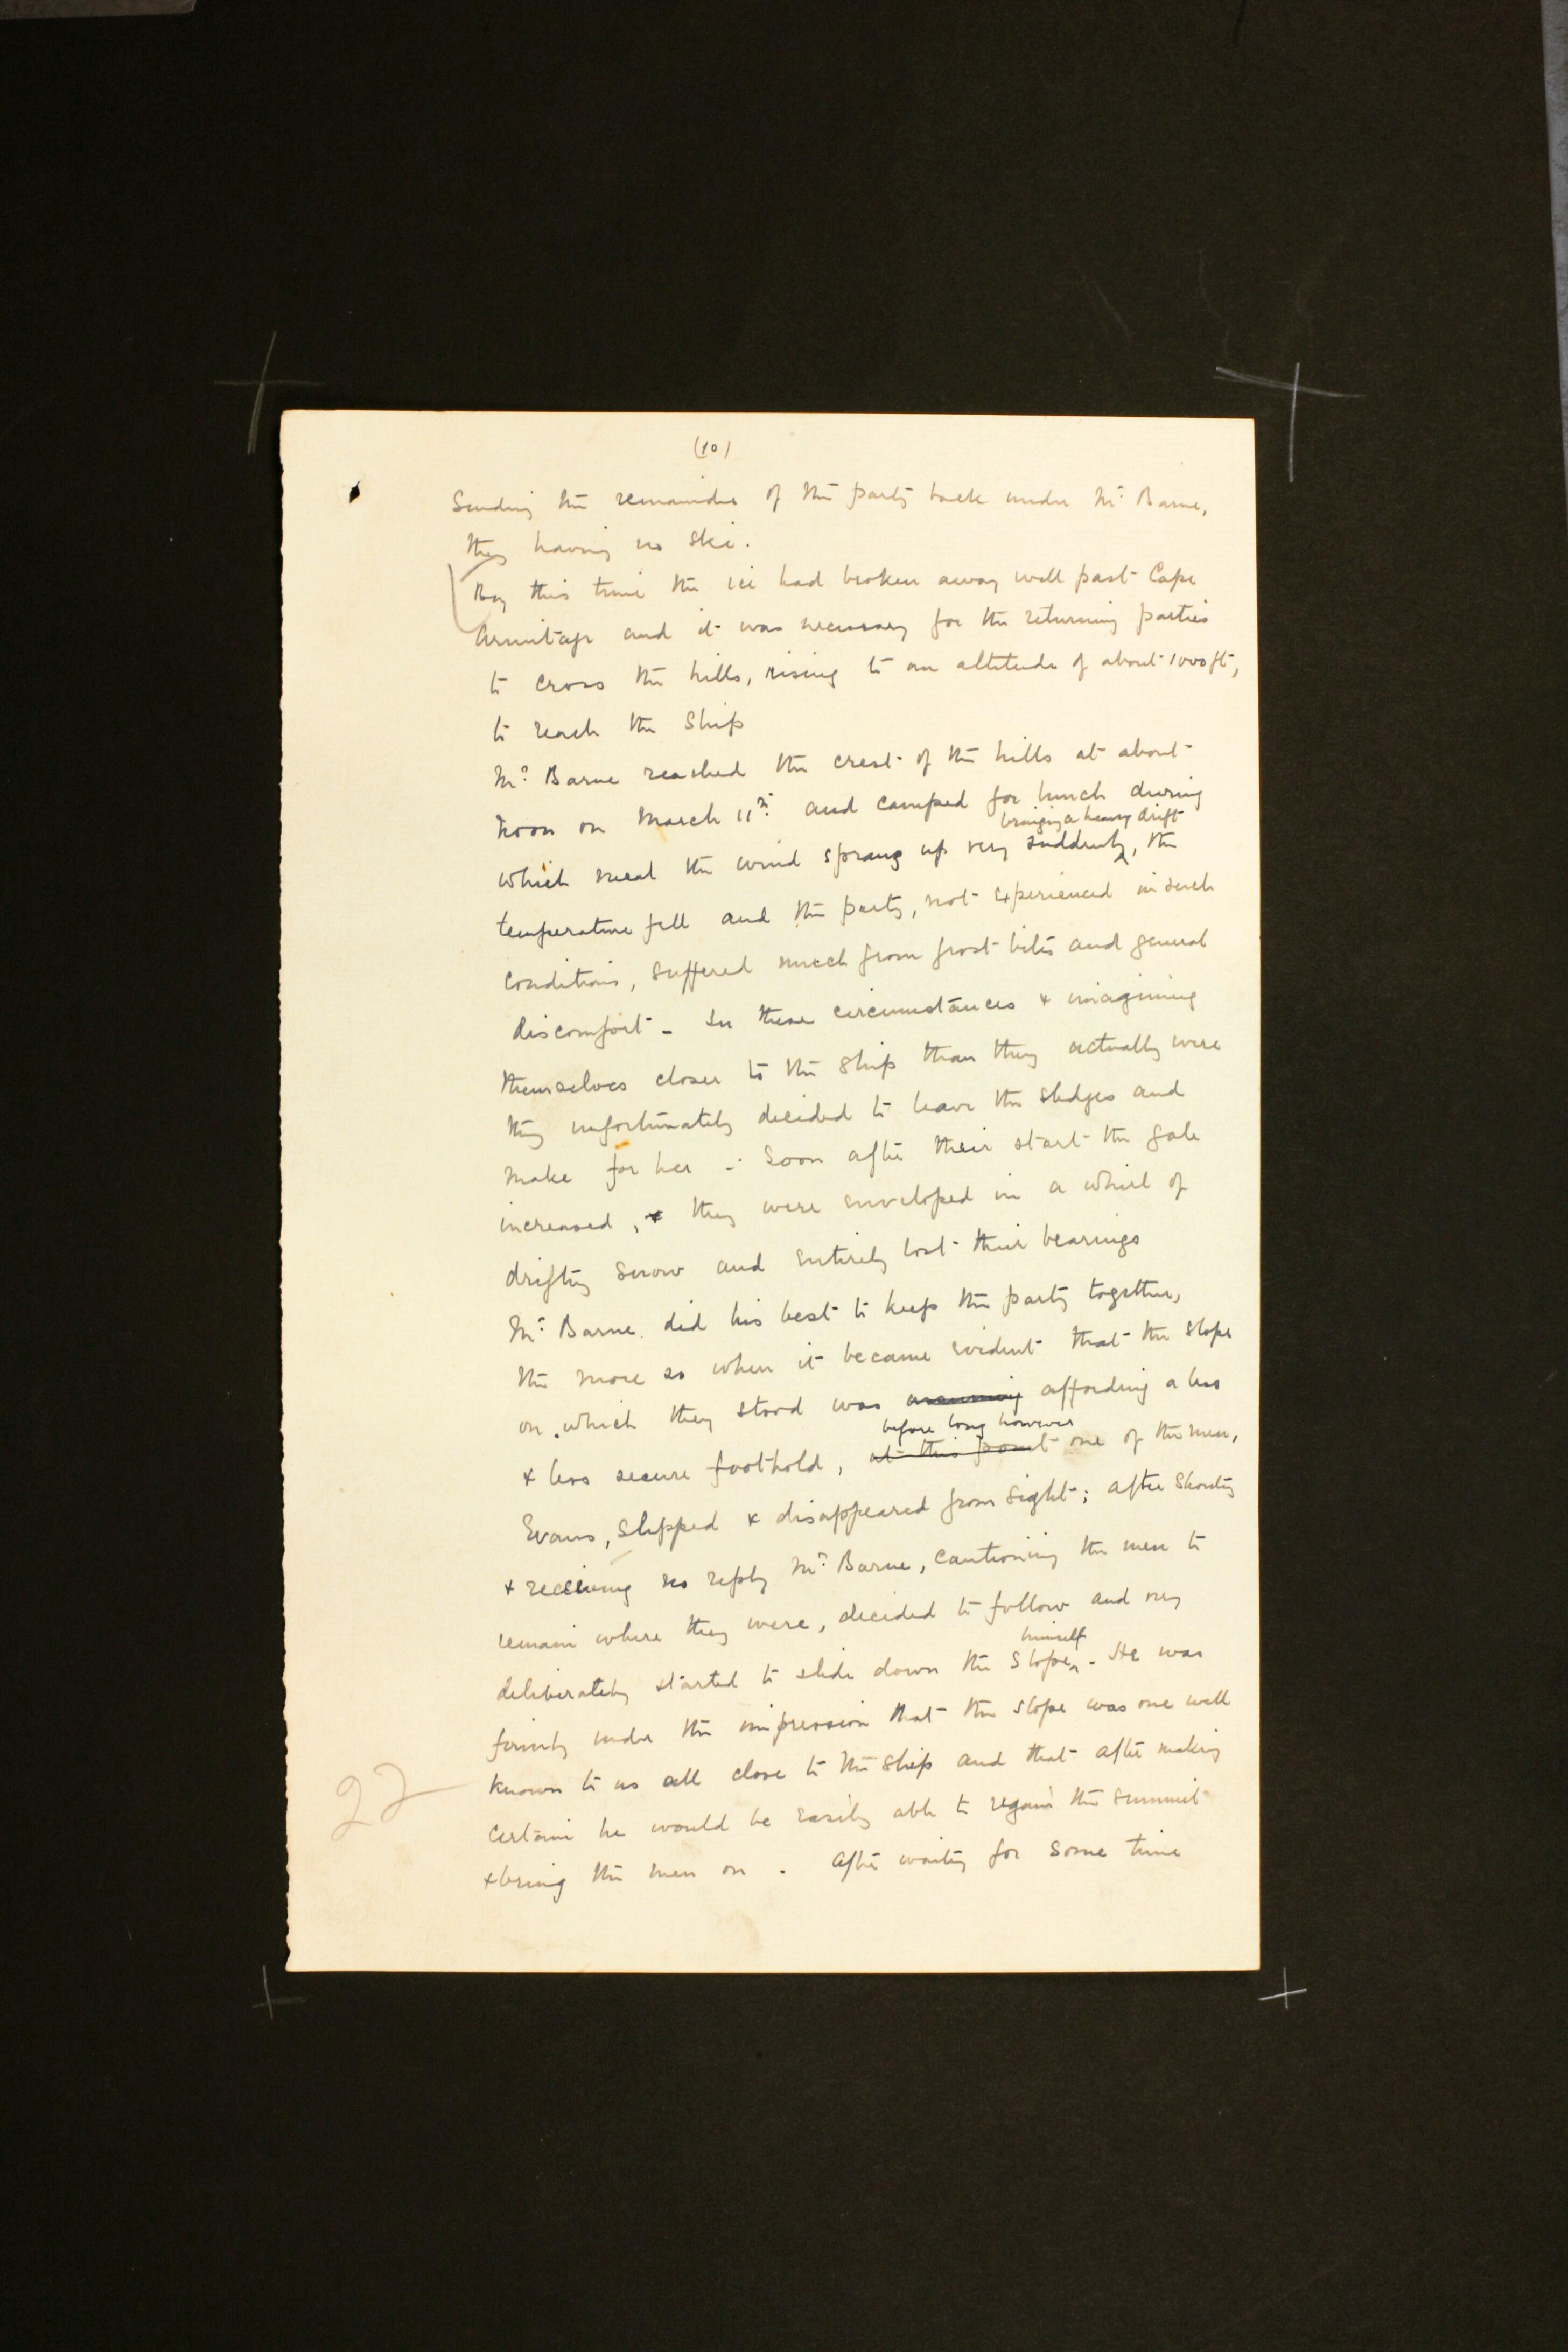 (10)
Sending the remainder of the party back under Mr Barne,
they having no ski.
By this time the ice had broken away well past Cape
Armitage and it was necessary for the returning parties
to cross the hills, rising to an altitude of about 1000 ft,
to reach the Ship
Mr Barne reached the crest of the hills at about
noon on March 11th and camped for lunch during
bringing a heavy drift
which meal the wind sprang up very suddenly, the
temperature fell and the party, not experienced in such
conditions, suffered much from frost bites and general
discomfort - In these circumstances & imagining
themselves closer to the ship than they actually were
they unfortunately decided to leave the sledges and
make for her - Soon after their start the gale
increased, & they were enveloped in a whirl of
drifting snow and entirely lost their bearings
Mr Barne did his best to keep the party together,
the more so when it became evident that the slope
on which they stood was affording a less
before long however
& less secure foothold, at this point one of the men,
Evans, slipped & disappeared from sight; after shouting
& receiving no reply Mr Barne, cautioning the men to
remain where they were, decided to follow and very
himself
deliberately started to slide down the slope. He was
firmly under the impression that the slope was one well
known to us all close to the ship and that after making
certain he would be easily able to regain the summit
& bring the men on. After waiting for some time
22